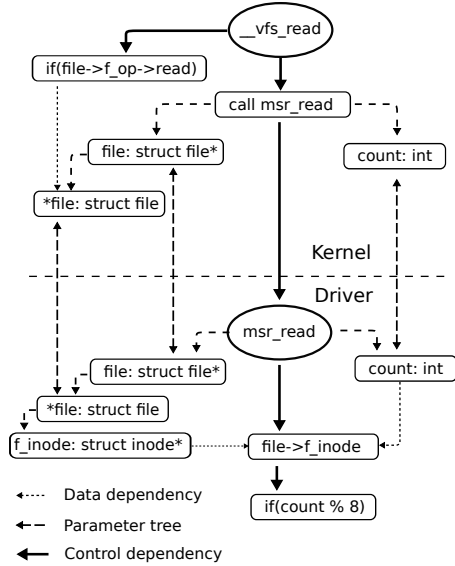 __vfs_read
if(file->f_op->read)
call msr_read
file: struct file*
count: int
*file: struct file
Kernel
Driver
msr_read
file: struct file*
count: int
*file: struct file
f_inode: struct inode*
file->f_inode
if(count % 8)
Data dependency
Parameter tree
Control dependency